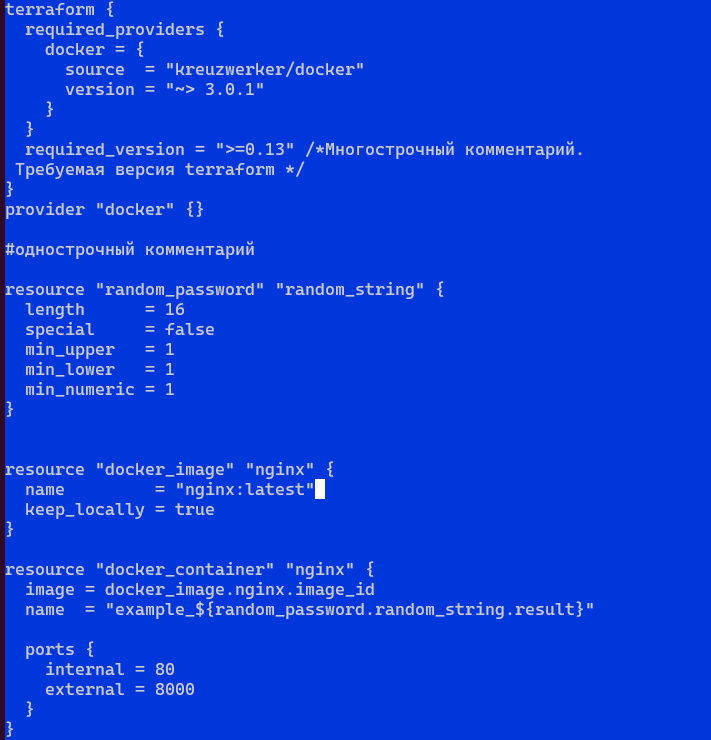 terraform {
  required_providers {
    docker = {
      source  = "kreuzwerker/docker"
      version = "~> 3.0.1"
    }
  }
  required_version = ">=0.13" /*Многострочный комментарий.
 Требуемая версия terraform */
}
provider "docker" {}

#однострочный комментарий

resource "random_password" "random_string" {
  length      = 16
  special     = false
  min_upper   = 1
  min_lower   = 1
  min_numeric = 1
}


resource "docker_image" "nginx" {
  name         = "nginx:latest"
  keep_locally = true
}

resource "docker_container" "nginx" {
  image = docker_image.nginx.image_id
  name  = "example_${random_password.random_string.result}"

  ports {
    internal = 80
    external = 8000
  }
}